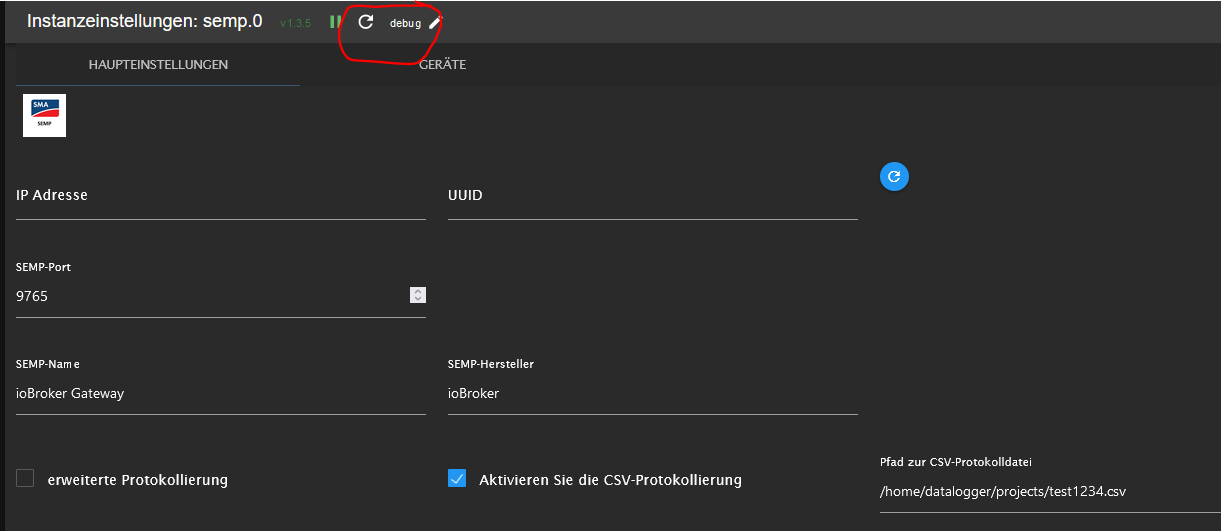 Instanzeinstellungen: semp.0 v1.3.5 debug
HAUPTEINSTELLUNGEN GERÄTE
SMA
SEMP
IP Adresse UUID
SEMP-Port
9765
SEMP-Name SEMP-Hersteller
ioBroker Gateway ioBroker
Pfad zur CSV-Protokolldatei
erweiterte Protokollierung Aktivieren Sie die CSV-Protokollierung
/home/datalogger/projects/test1234.csv